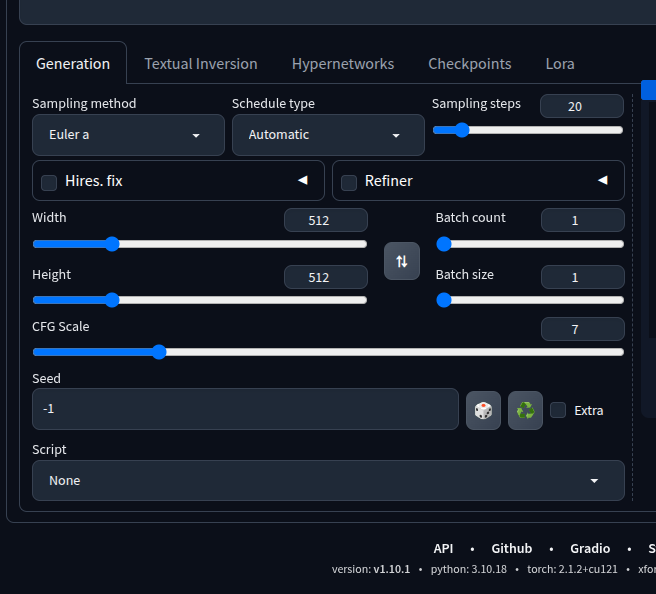 Generation Textual Inversion Hypernetworks Checkpoints Lora
Sampling method Schedule type Sampling steps 20
Euler a Automatic
Hires. fix Refiner
Width 512 Batch count 1
Height 512 Batch size 1
CFG Scale 7
Seed
-1 Extra
Script
None
API • Github • Gradio • S
version: v1.10.1 • python: 3.10.18 • torch: 2.1.2+cu121 • xfor